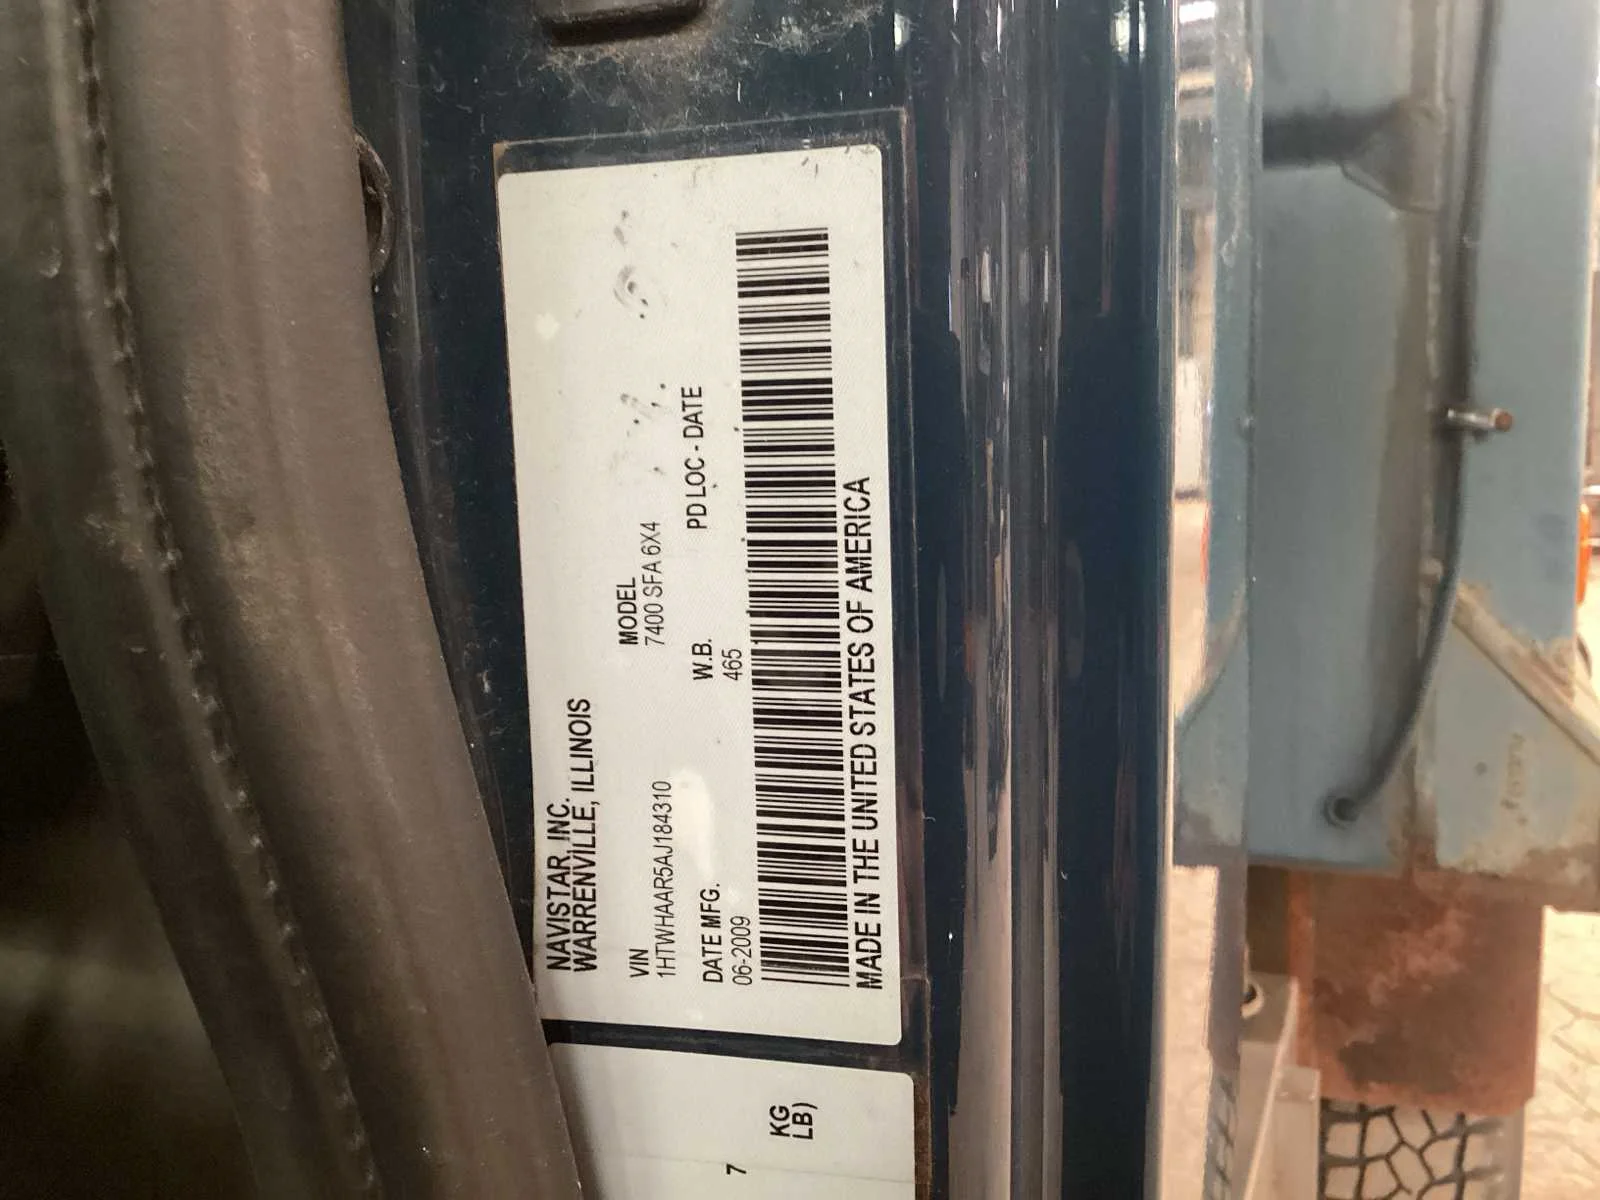 NAVISTAR, INC.
WARRENVILLE, ILLINOIS
VIN MODEL
1HTWHAAR5AJ184310 7400 SFA 6X4
DATE MFG. W.B. PD LOC - DATE
06-2009 465
MADE IN THE UNITED STATES OF AMERICA
7
KG
LB)